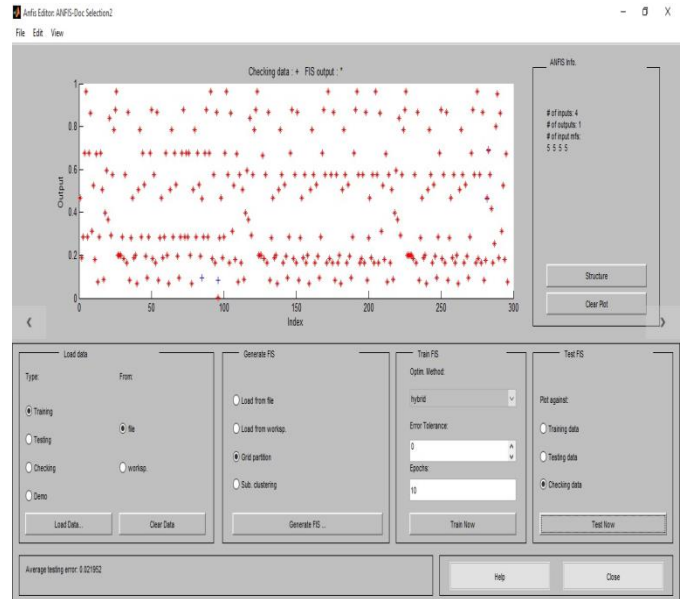 Anfis Editor: ANFIS-Doc Selection2
File Edit View
Checking data : + FIS output : *
1
0.8
0.6
0.4
0.2
0
Output
0 50 100 150 200 250 300
Index
ANFIS Info.
# of inputs: 4
# of outputs: 1
# of input mfs:
5 5 5 5
Structure
Clear Plot
Load data
Type: From:
Training
Testing
Checking
Demo
file
worksp.
Load Data...
Clear Data
Generate FIS
Load from file
Load from worksp.
Grid partition
Sub. clustering
Generate FIS ...
Train FIS
Optim. Method:
hybrid
Error Tolerance:
0
Epochs:
10
Train Now
Test FIS
Plot against:
Training data
Testing data
Checking data
Test Now
Average testing error: 0.021952
Help
Close